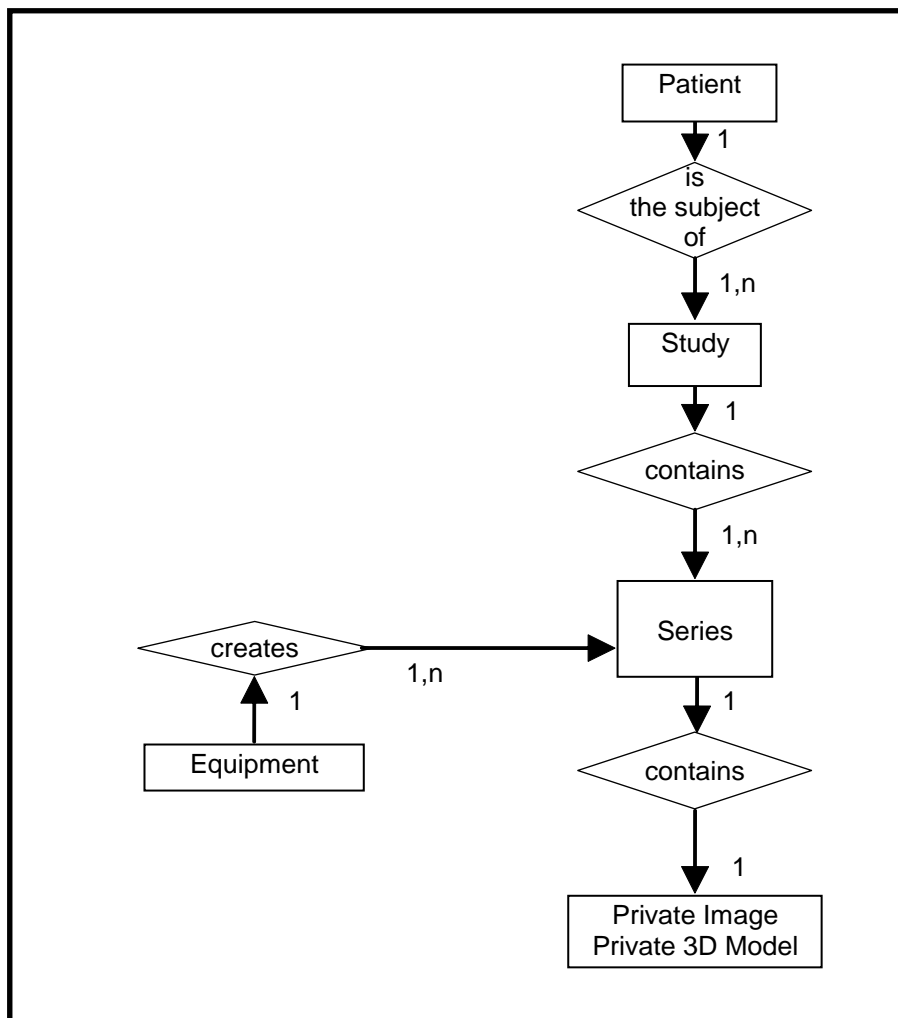 Patient
1
is
the subject
of
1,n
Study
1
contains
1,n
Series
creates
1,n
1
Equipment
1
contains
1
Private Image
Private 3D Model